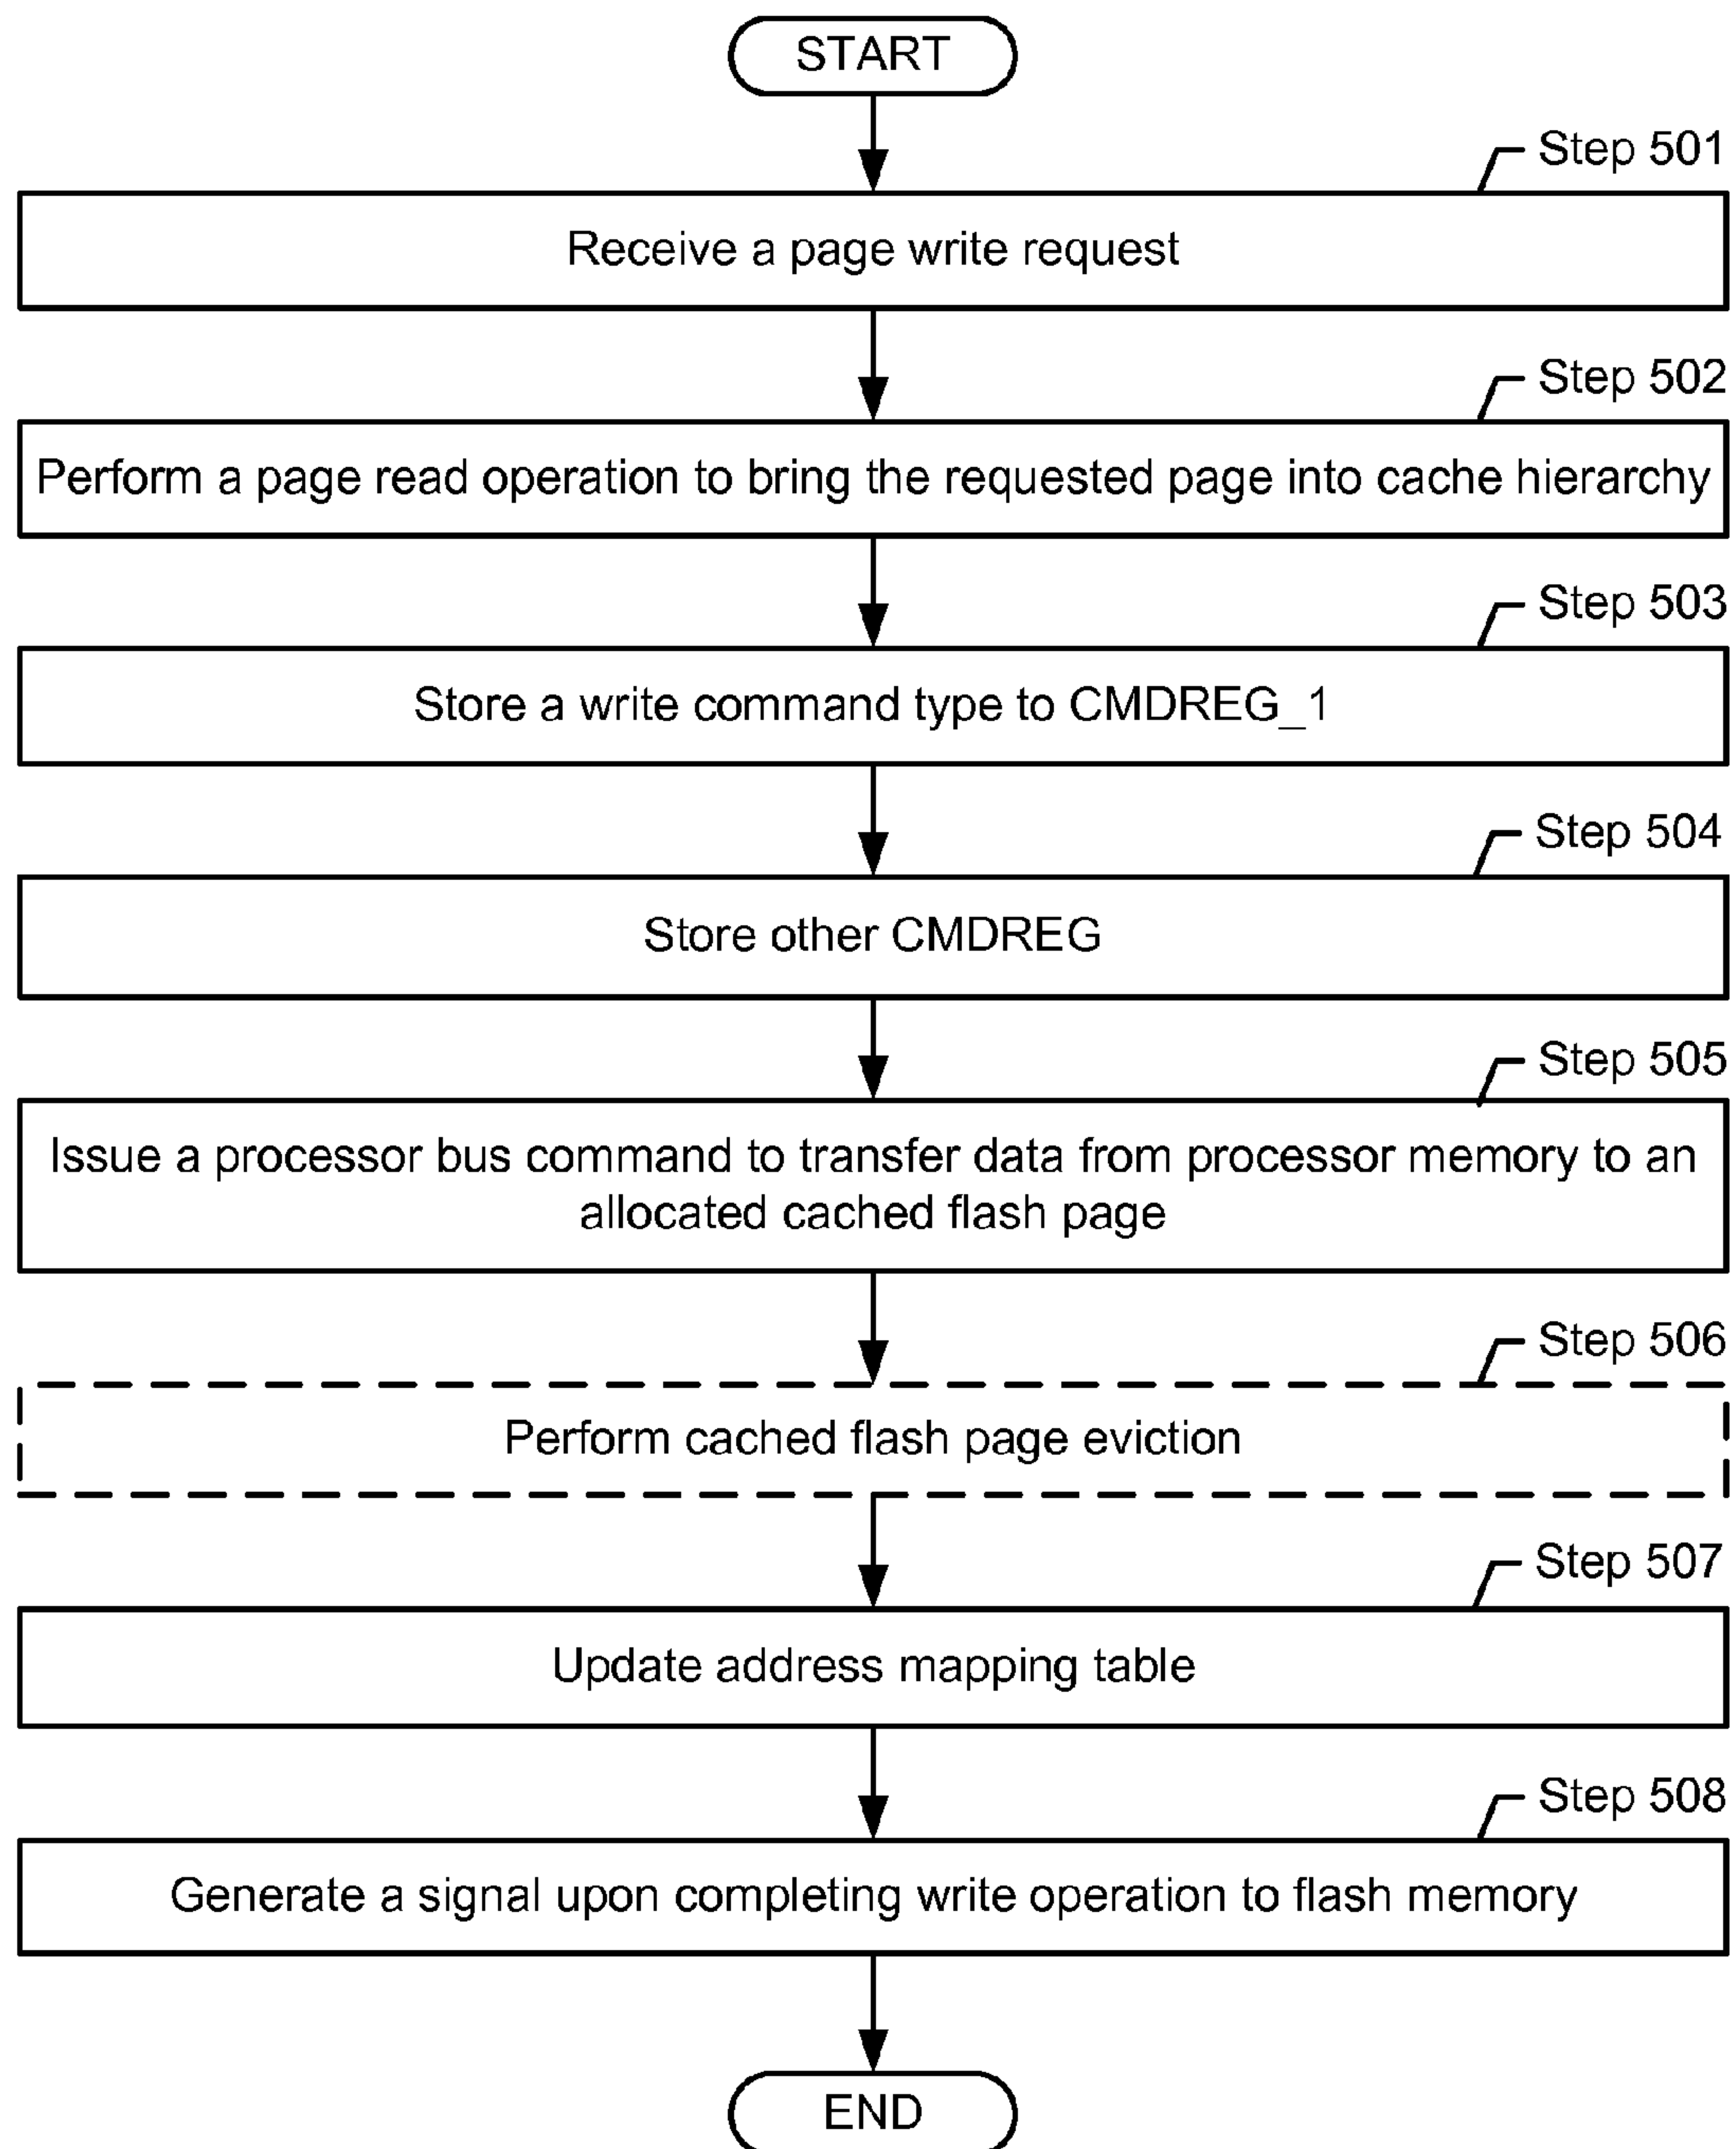 START
Step 501
Receive a page write request
Step 502
Perform a page read operation to bring the requested page into cache hierarchy
Step 503
Store a write command type to CMDREG_1
Step 504
Store other CMDREG
Step 505
Issue a processor bus command to transfer data from processor memory to an
allocated cached flash page
Step 506
Perform cached flash page eviction
Step 507
Update address mapping table
Step 508
Generate a signal upon completing write operation to flash memory
END